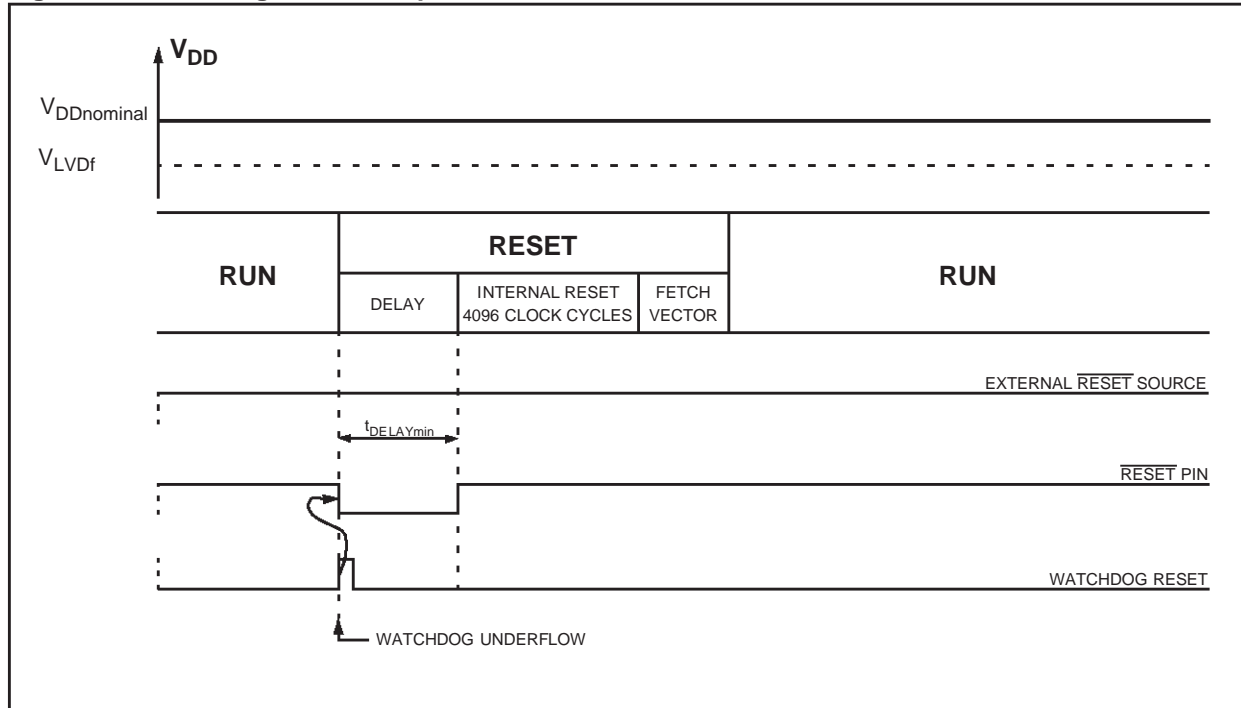 VDD
VDDnominal
VLVDf
RUN
RESET
RUN
DELAY
INTERNAL RESET
4096 CLOCK CYCLES
FETCH
VECTOR
EXTERNAL RESET SOURCE
tDELAYmin
RESET PIN
WATCHDOG RESET
WATCHDOG UNDERFLOW